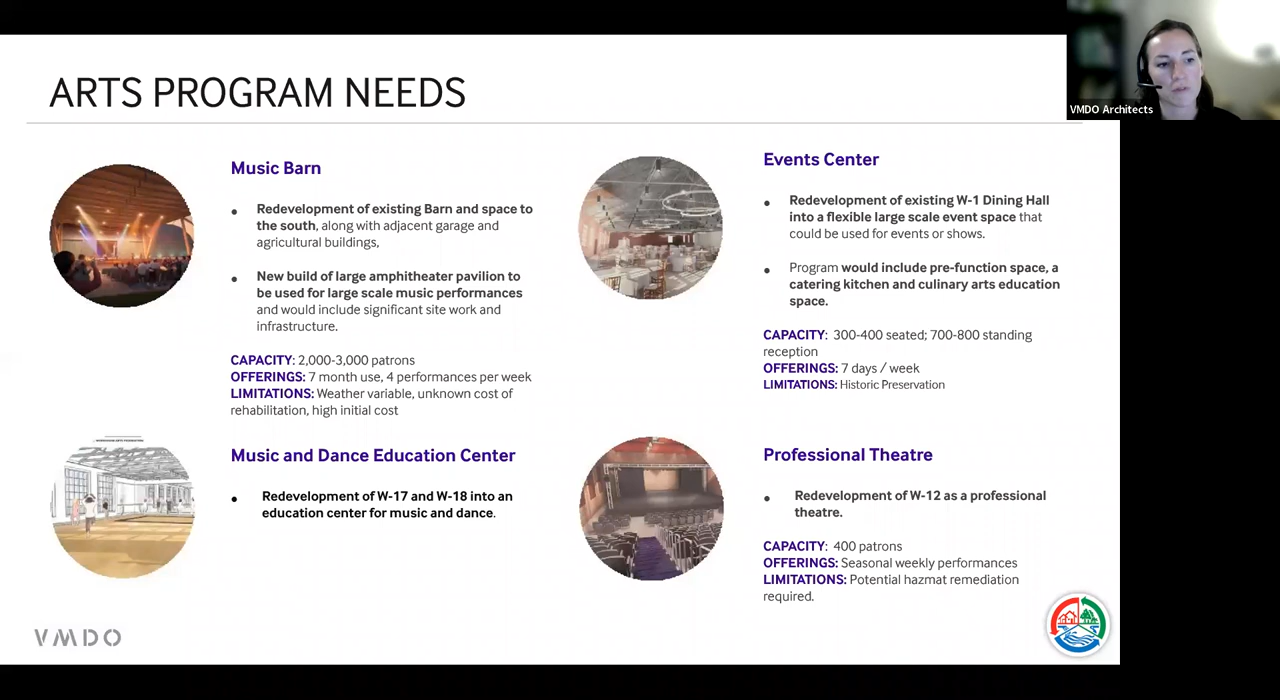 ARTS PROGRAM NEEDS
VMDO Architects
Music Barn
• Redevelopment of existing Barn and space to
the south, along with adjacent garage and
agricultural buildings,
• New build of large amphitheater pavilion to
be used for large scale music performances
and would include significant site work and
infrastructure.
CAPACITY: 2,000-3,000 patrons
OFFERINGS: 7 month use, 4 performances per week
LIMITATIONS: Weather variable, unknown cost of
rehabilitation, high initial cost
Events Center
• Redevelopment of existing W-1 Dining Hall
into a flexible large scale event space that
could be used for events or shows.
• Program would include pre-function space, a
catering kitchen and culinary arts education
space.
CAPACITY: 300-400 seated; 700-800 standing
reception
OFFERINGS: 7 days / week
LIMITATIONS: Historic Preservation
Music and Dance Education Center
• Redevelopment of W-17 and W-18 into an
education center for music and dance.
Professional Theatre
• Redevelopment of W-12 as a professional
theatre.
CAPACITY: 400 patrons
OFFERINGS: Seasonal weekly performances
LIMITATIONS: Potential hazmat remediation
required.
VMDO